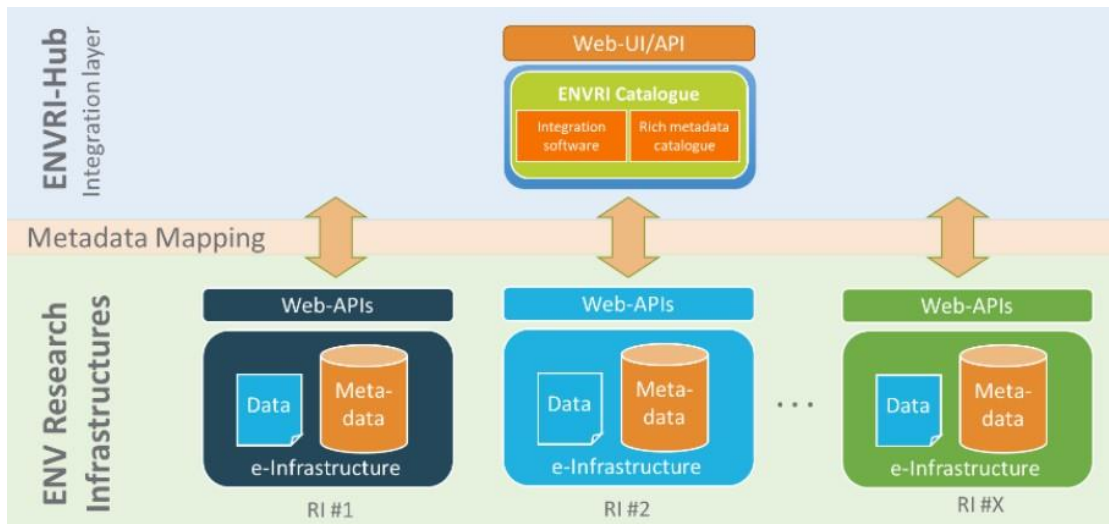 ENVRI-Hub
Integration layer
Web-UI/API
ENVRI Catalogue
Integration
software
Rich metadata
catalogue
Metadata Mapping
ENV Research
Infrastructures
Web-APIs
Data
Meta-
data
e-Infrastructure
RI #1
Web-APIs
Data
Meta-
data
e-Infrastructure
RI #2
...
Web-APIs
Data
Meta-
data
e-Infrastructure
RI #X